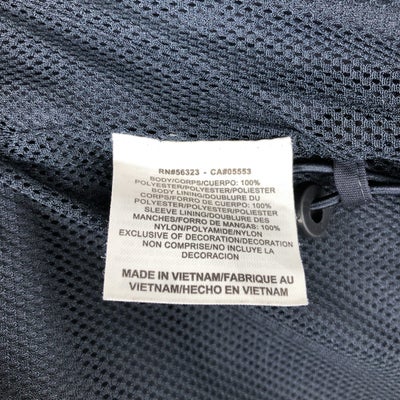 RN#56323 - CA#05553
BODY/CORPS/CUERPO: 100%
POLYESTER/POLYESTER/POLIESTER
BODY LINING/DOUBLURE DU
CORPS/FORRO DE CUERPO: 100%
POLYESTER/POLYESTER/POLIESTER
SLEEVE LINING/DOUBLURE DES
MANCHES/FORRO DE MANGAS: 100%
NYLON/POLYAMIDE/NYLON
EXCLUSIVE OF DECORATION/DECORATION
NON COMPRISE/NO INCLUYE LA
DECORACION
MADE IN VIETNAM/FABRIQUE AU
VIETNAM/HECHO EN VIETNAM